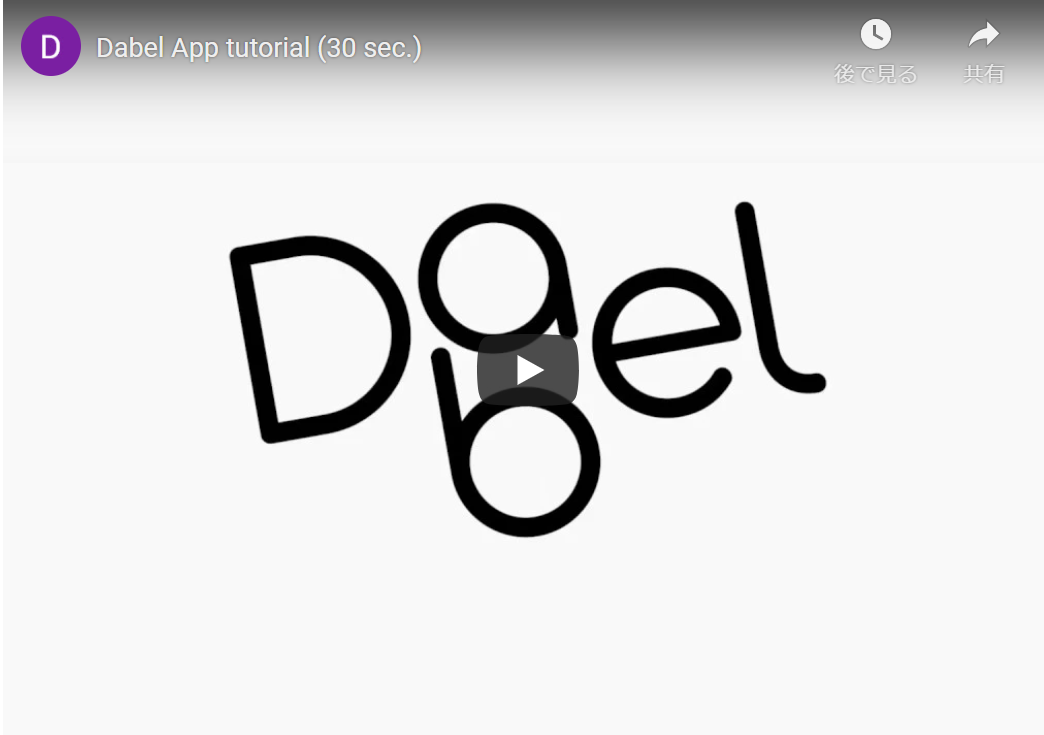 D
Dabel App tutorial (30 sec.)
後で見る
共有
Dabel